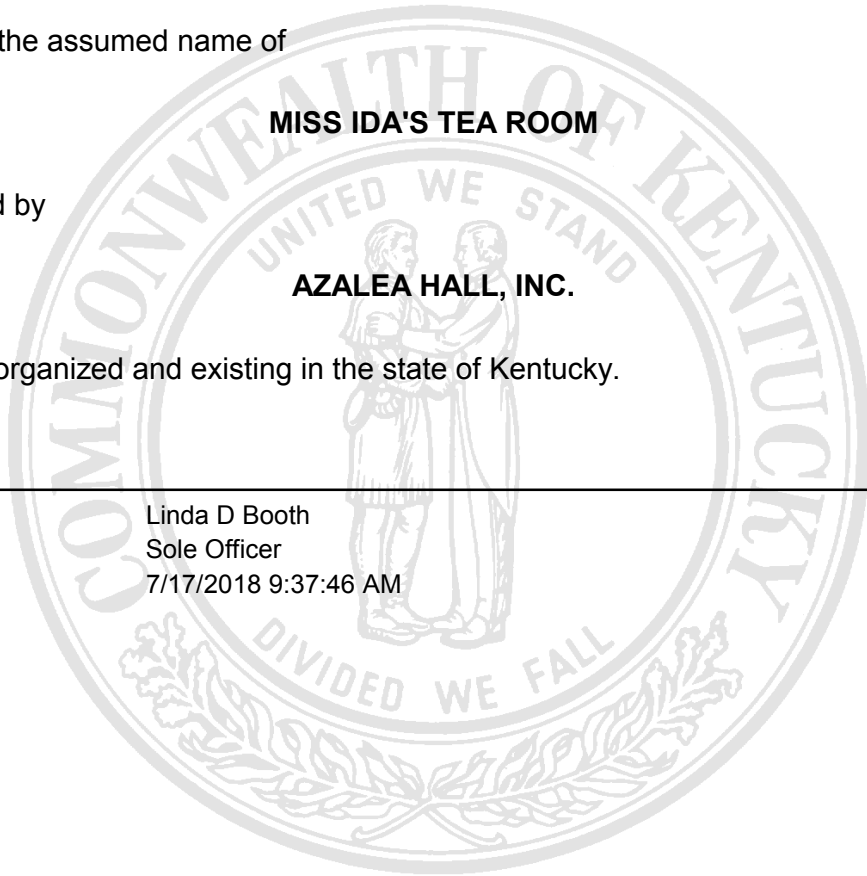 the assumed name of
MISS IDA'S TEA ROOM
d by
AZALEA HALL, INC.
organized and existing in the state of Kentucky.
Linda D Booth
Sole Officer
7/17/2018 9:37:46 AM
COMMONWEALTH OF KENTUCKY
UNITED WE STAND
DIVIDED WE FALL